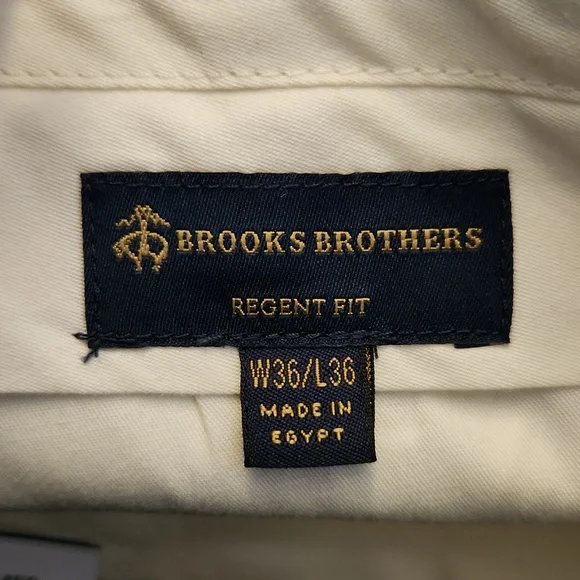 BROOKS BROTHERS
REGENT FIT
W36/L36
MADE IN
EGYPT